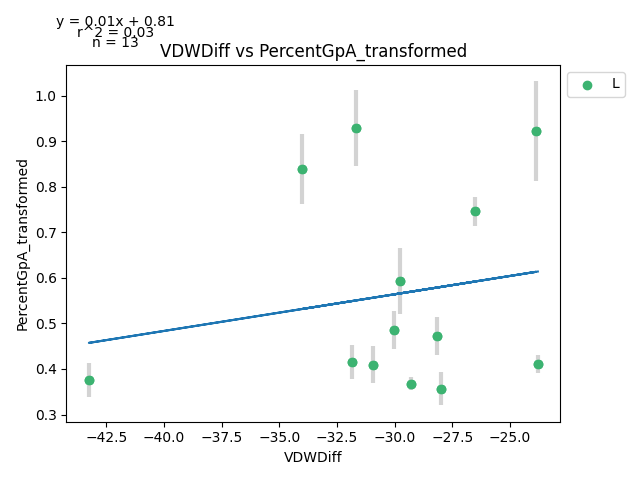 y = 0.01x + 0.81
r^2 = 0.03
n = 13
VDWDiff vs PercentGpA_transformed
L
PercentGpA_transformed
1.0
0.9
0.8
0.7
0.6
0.5
0.4
0.3
−42.5 −40.0 −37.5 −35.0 −32.5 −30.0 −27.5 −25.0
VDWDiff